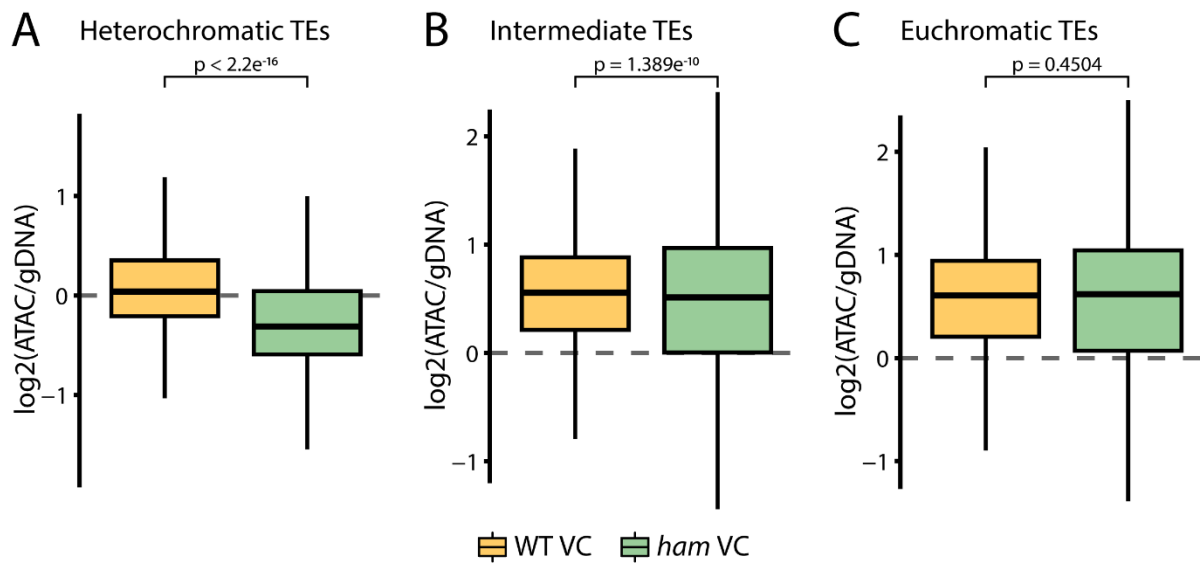 A Heterochromatic TEs
p < 2.2e-16
log2(ATAC/gDNA)
1
0
−1
B Intermediate TEs
p = 1.389e-10
log2(ATAC/gDNA)
2
1
0
−1
C Euchromatic TEs
p = 0.4504
log2(ATAC/gDNA)
2
1
0
−1
WT VC ham VC